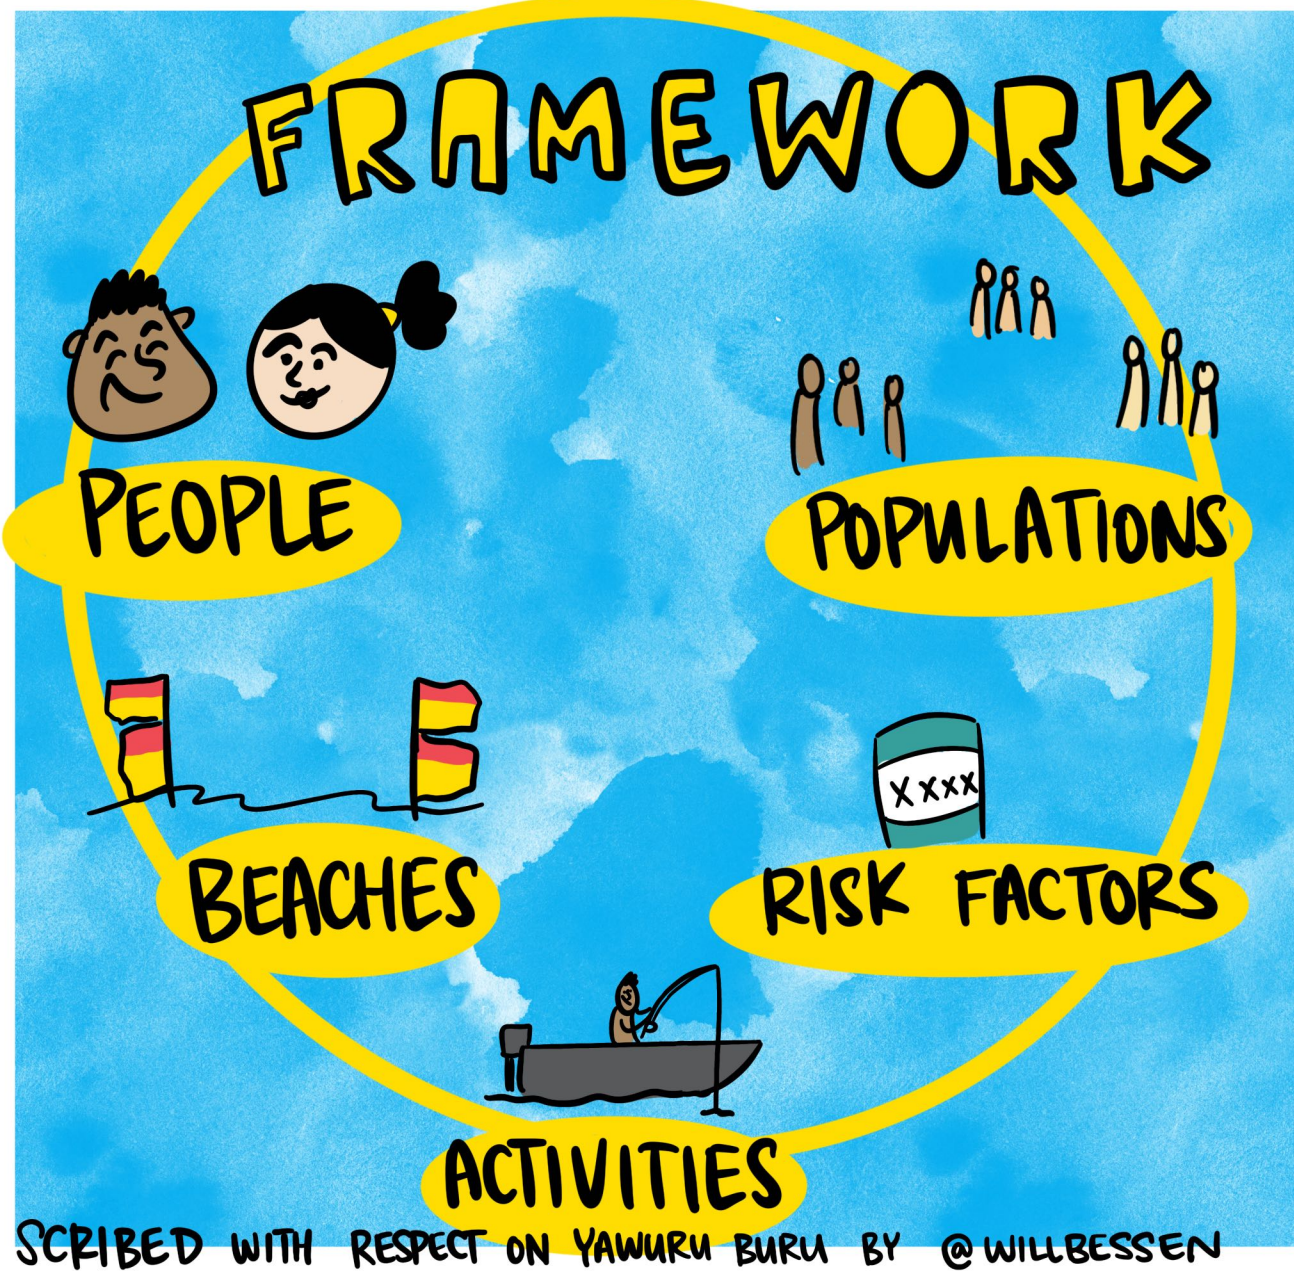 FRAMEWORK
PEOPLE
POPULATIONS
XXXX
BEACHES
RISK FACTORS
ACTIVITIES
SCRIBED WITH RESPECT ON YAWURU BURU BY @WILLBESSEN